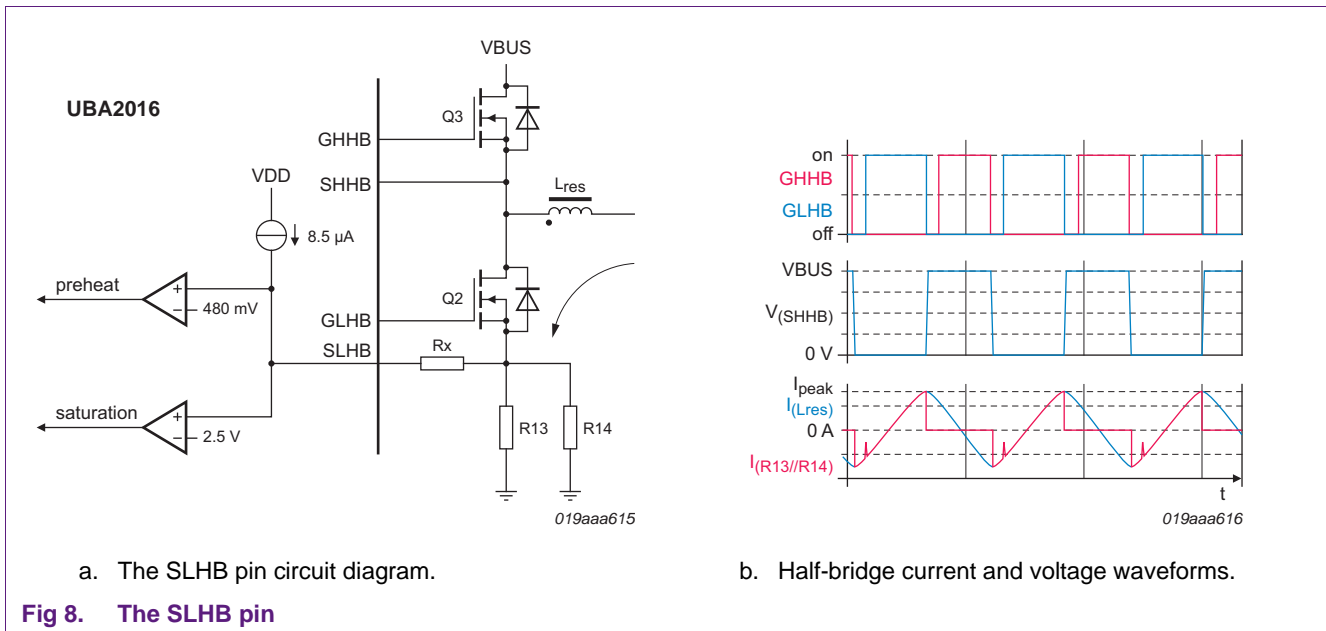 VBUS
UBA2016
Q3
GHHB
VDD
SHHB
Lres
8.5 µA
preheat
+
− 480 mV
Q2
GLHB
SLHB
Rx
saturation
+
− 2.5 V
R13
R14
019aaa615
a. The SLHB pin circuit diagram.
on
GHHB
GLHB
off
VBUS
V(SHHB)
0 V
Ipeak
I(Lres)
0 A
I(R13//R14)
t
019aaa616
b. Half-bridge current and voltage waveforms.
Fig 8. The SLHB pin